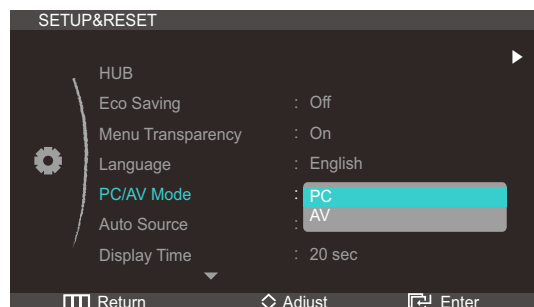 SETUP&RESET
HUB
Eco Saving : Off
Menu Transparency : On
Language : English
PC/AV Mode : PC
AV
Auto Source :
Display Time : 20 sec
Return Adjust Enter